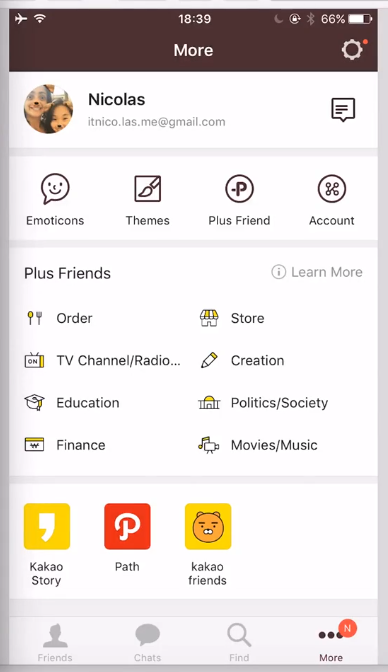 18:39
66%
More
Nicolas
itnico.las.me@gmail.com
Emoticons Themes Plus Friend Account
Plus Friends Learn More
Order Store
ON
TV Channel/Radio... Creation
Education Politics/Society
Finance Movies/Music
Kakao Story
Path
kakao friends
Friends Chats Find More
N